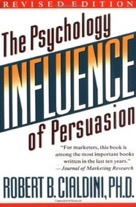 REVISED EDITION
The Psychology
INFLUENCE
of Persuasion
"For marketers, this book is
among the most important books
written in the last ten years."
—Journal of Marketing Research
ROBERT B. CIALDINI, PH.D.